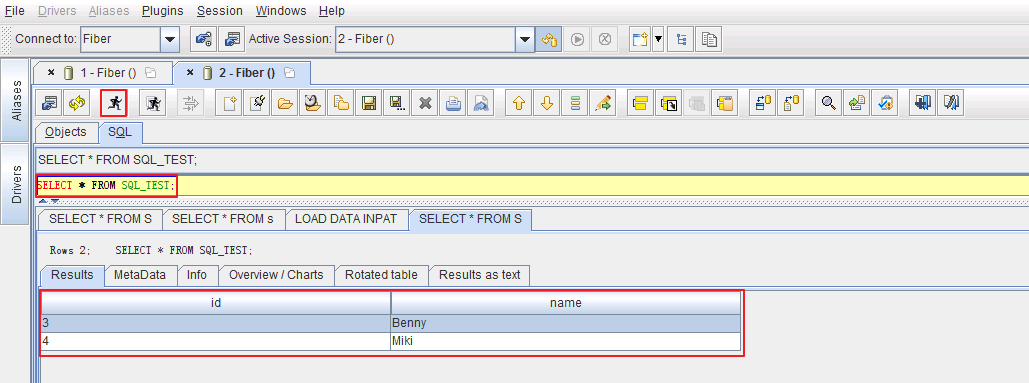 File Drivers Aliases Plugins Session Windows Help
Connect to: Fiber Active Session: 2 - Fiber ()
Aliases
Drivers
1 - Fiber () 2 - Fiber ()
Objects SQL
SELECT * FROM SQL_TEST;
SELECT * FROM SQL_TEST;
SELECT * FROM S SELECT * FROM s LOAD DATA INPAT SELECT * FROM S
Rows 2; SELECT * FROM SQL_TEST;
Results MetaData Info Overview / Charts Rotated table Results as text
id name
3 Benny
4 Miki